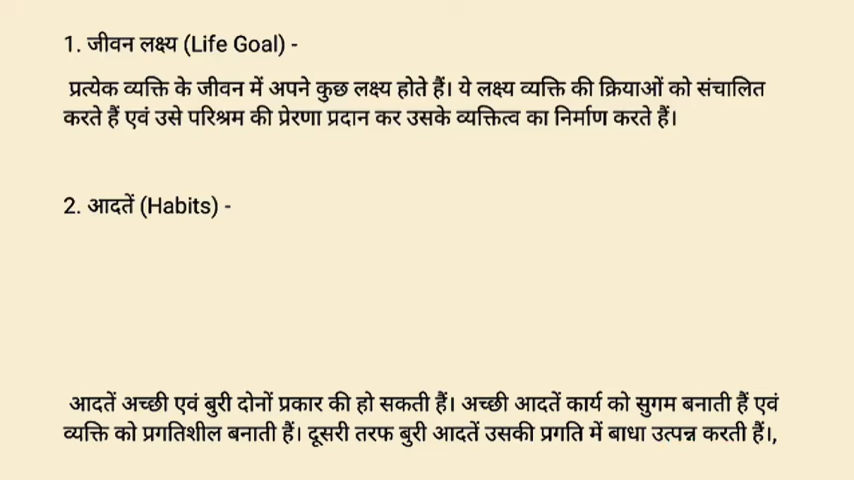 1. जीवन लक्ष्य (Life Goal) -
प्रत्येक व्यक्ति के जीवन में अपने कुछ लक्ष्य होते हैं। ये लक्ष्य व्यक्ति की क्रियाओं को संचालित
करते हैं एवं उसे परिश्रम की प्रेरणा प्रदान कर उसके व्यक्तित्व का निर्माण करते हैं।
2. आदतें (Habits) -
आदतें अच्छी एवं बुरी दोनों प्रकार की हो सकती हैं। अच्छी आदतें कार्य को सुगम बनाती हैं एवं
व्यक्ति को प्रगतिशील बनाती हैं। दूसरी तरफ बुरी आदतें उसकी प्रगति में बाधा उत्पन्न करती हैं।,